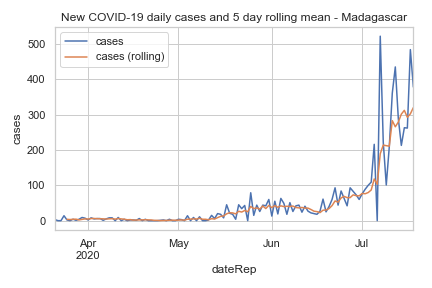 New COVID-19 daily cases and 5 day rolling mean - Madagascar
cases
cases (rolling)
500
400
300
200
100
0
cases
Apr
2020
May
Jun
Jul
dateRep